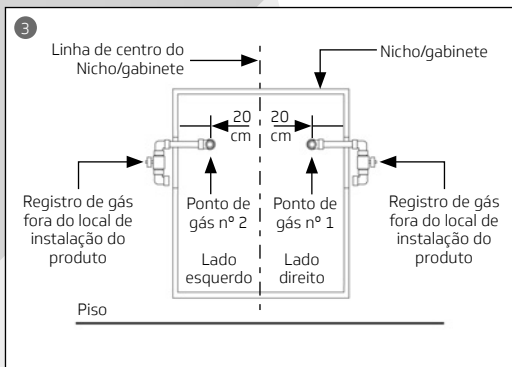 3
Linha de centro do
Nicho/gabinete
Nicho/gabinete
20
cm
20
cm
Registro de gás
fora do local de
instalação do
produto
Ponto de
gás nº 2
Ponto de
gás nº 1
Registro de gás
fora do local de
instalação do
produto
Lado
esquerdo
Lado
direito
Piso